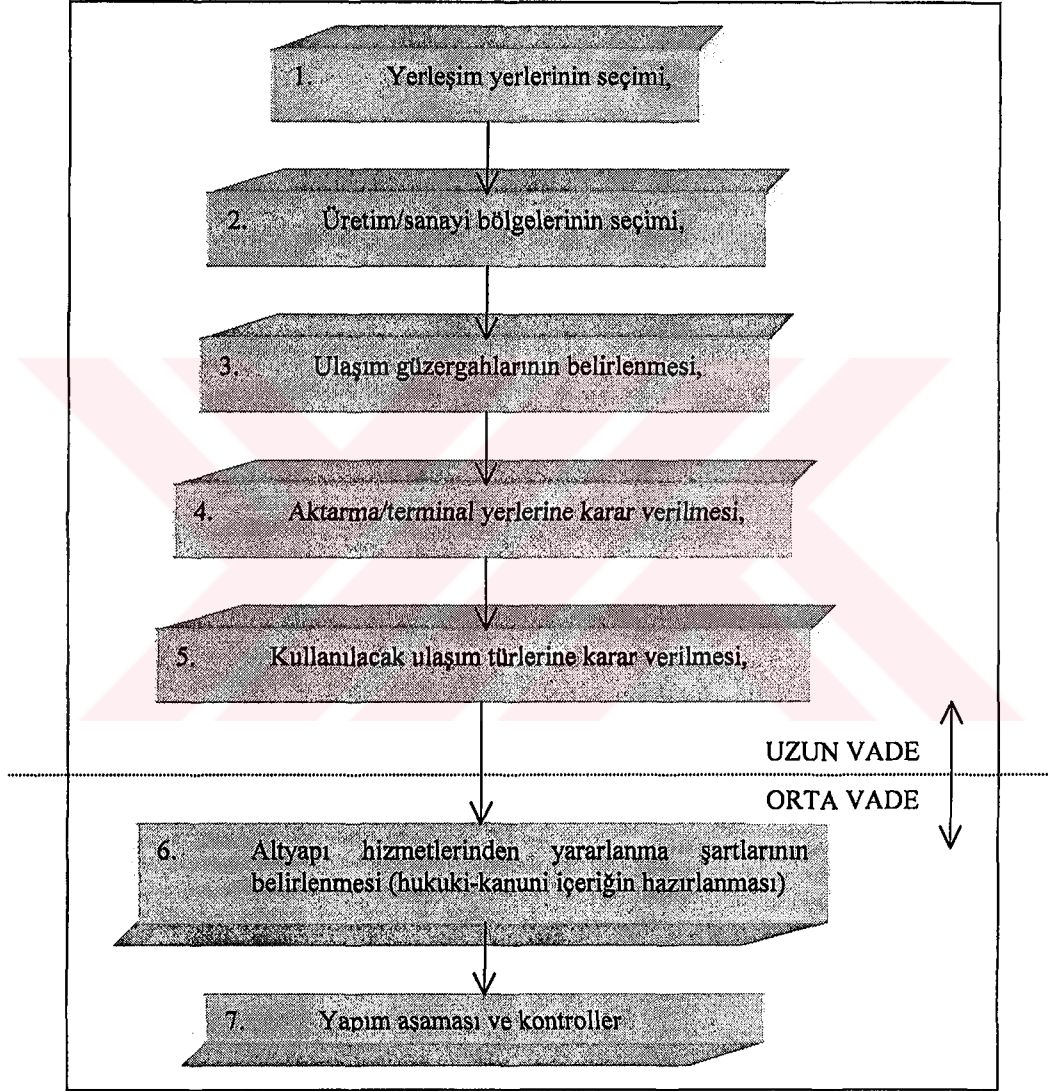 1. Yerleşim yerlerinin seçimi,
2. Üretim/sanayi bölgelerinin seçimi,
3. Ulaşım güzergahlarının belirlenmesi,
4. Aktarma/terminal yerlerine karar verilmesi,
5. Kullanılacak ulaşım türlerine karar verilmesi,
UZUN VADE
ORTA VADE
6. Altyapı hizmetlerinden yararlanma şartlarının
belirlenmesi (hukuki-kanuni içeriğin hazırlanması)
7. Yapım aşaması ve kontroller